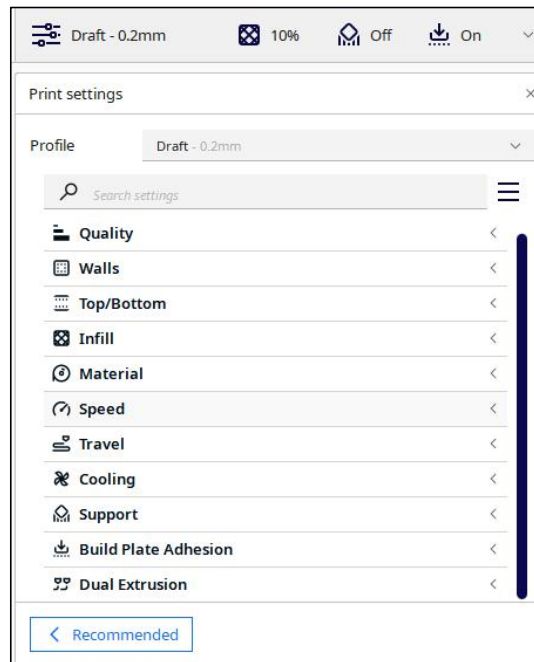 Draft - 0.2mm 10% Off On
Print settings
Profile Draft - 0.2mm
Search settings
Quality
Walls
Top/Bottom
Infill
Material
Speed
Travel
Cooling
Support
Build Plate Adhesion
Dual Extrusion
Recommended